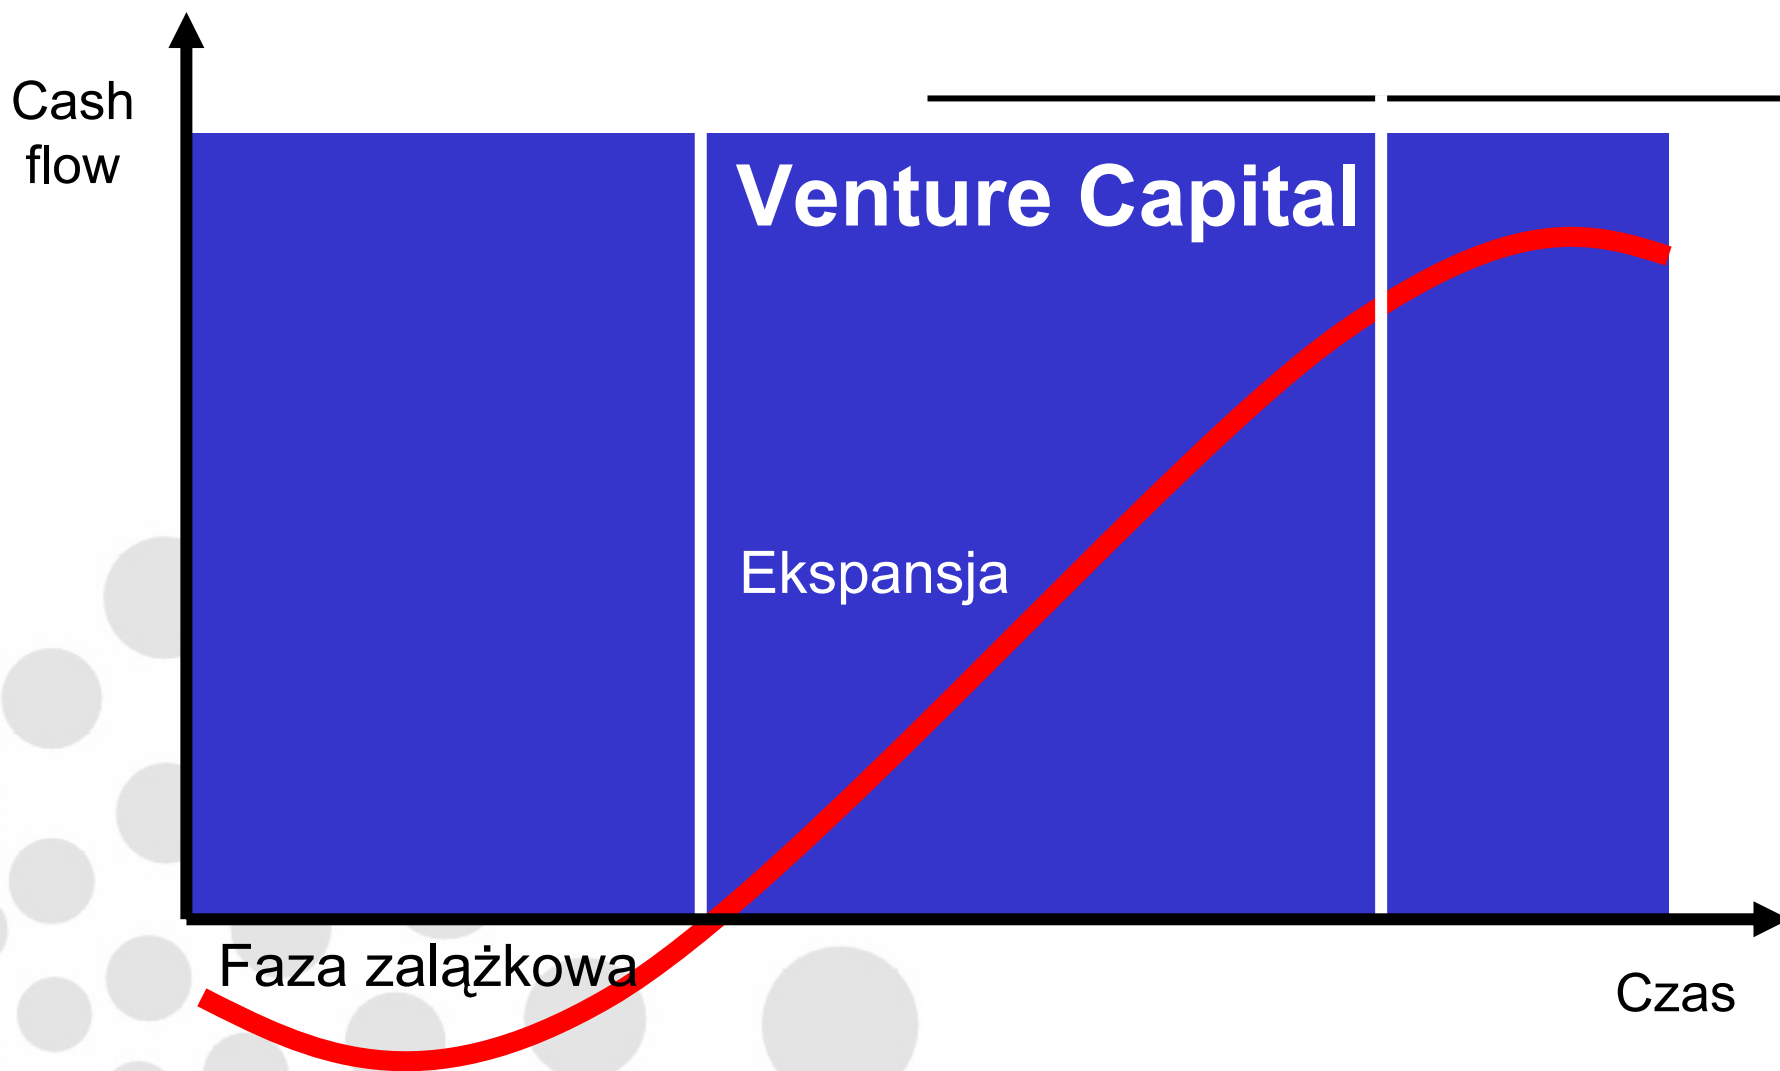 Cash
flow
Venture Capital
Ekspansja
Faza zalążkowa
Czas